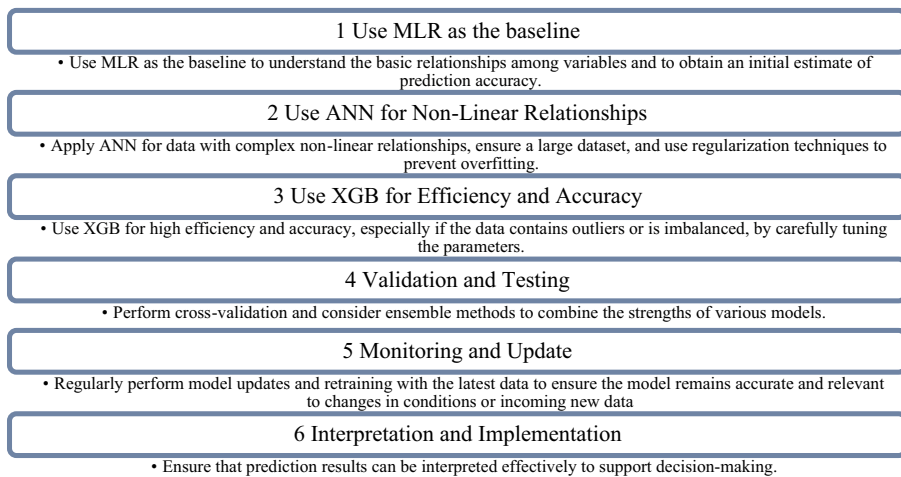 1 Use MLR as the baseline
• Use MLR as the baseline to understand the basic relationships among variables and to obtain an initial estimate of
prediction accuracy.
2 Use ANN for Non-Linear Relationships
• Apply ANN for data with complex non-linear relationships, ensure a large dataset, and use regularization techniques to
prevent overfitting.
3 Use XGB for Efficiency and Accuracy
• Use XGB for high efficiency and accuracy, especially if the data contains outliers or is imbalanced, by carefully tuning
the parameters.
4 Validation and Testing
• Perform cross-validation and consider ensemble methods to combine the strengths of various models.
5 Monitoring and Update
• Regularly perform model updates and retraining with the latest data to ensure the model remains accurate and relevant
to changes in conditions or incoming new data
6 Interpretation and Implementation
• Ensure that prediction results can be interpreted effectively to support decision-making.